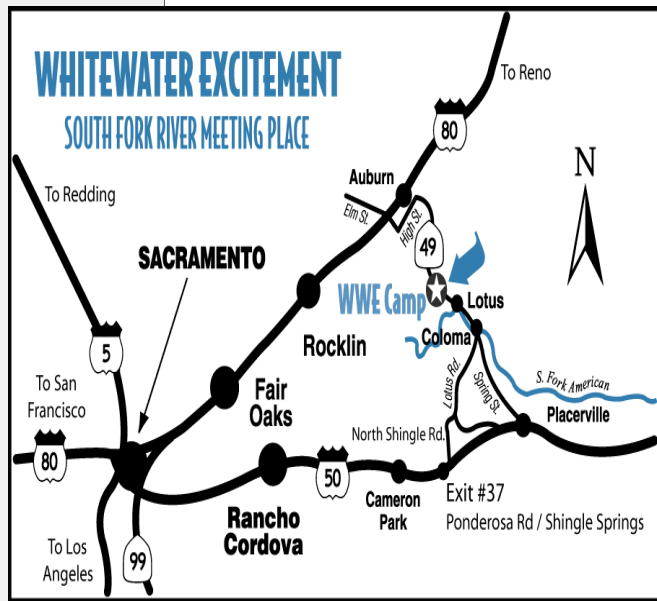 WHITEWATER EXCITEMENT
SOUTH FORK RIVER MEETING PLACE
To Reno
80
Auburn
Elm St.
High St.
49
N
To Redding
SACRAMENTO
WWE Camp
Lotus
Coloma
Rocklin
5
To San
Francisco
80
Fair
Oaks
Lotus Rd.
Spring St.
S. Fork American
Placerville
North Shingle Rd.
50
Rancho
Cordova
Cameron
Park
Exit #37
Ponderosa Rd / Shingle Springs
To Los
Angeles
99